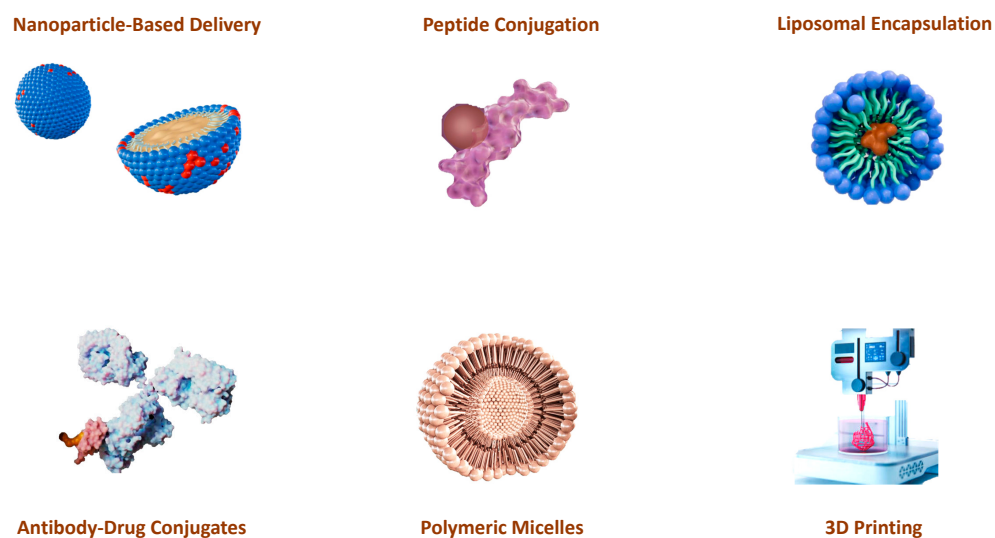 Nanoparticle-Based Delivery
Peptide Conjugation
Liposomal Encapsulation
Antibody-Drug Conjugates
Polymeric Micelles
3D Printing